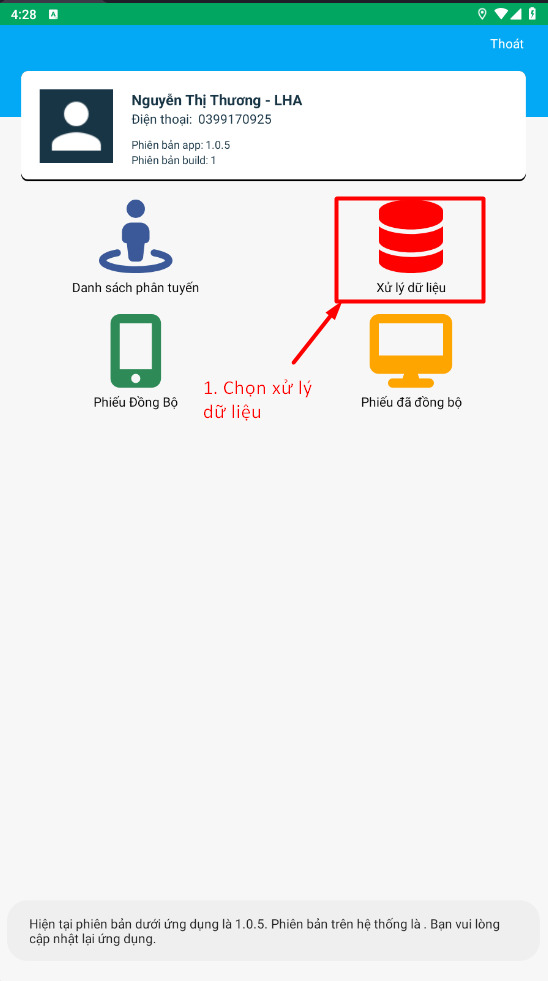 4:28
Thoát
Nguyễn Thị Thương - LHA
Điện thoại: 0399170925
Phiên bản app: 1.0.5
Phiên bản build: 1
Danh sách phân tuyến
Xử lý dữ liệu
1. Chọn xử lý
dữ liệu
Phiếu Đồng Bộ
Phiếu đã đồng bộ
Hiện tại phiên bản dưới ứng dụng là 1.0.5. Phiên bản trên hệ thống là . Bạn vui lòng
cập nhật lại ứng dụng.